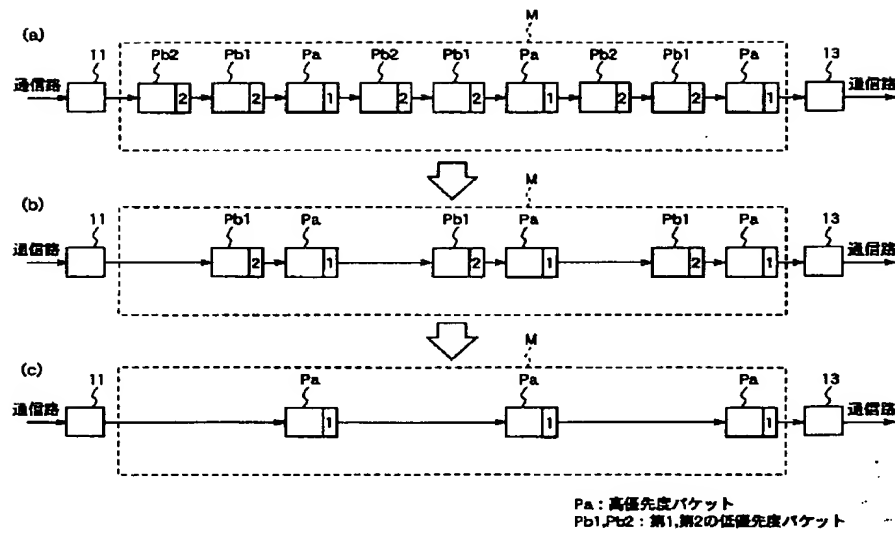 (a)
M
11 Pb2 Pb1 Pa Pb2 Pb1 Pa Pb2 Pb1 Pa 13
通信路 2 2 1 2 2 1 2 2 1 通信路
(b)
M
11 Pb1 Pa Pb1 Pa Pb1 Pa 13
通信路 2 1 2 1 2 1 通信路
(c)
M
11 Pa Pa Pa 13
通信路 1 1 1 通信路
Pa：高優先度パケット
Pb1,Pb2：第1,第2の低優先度パケット